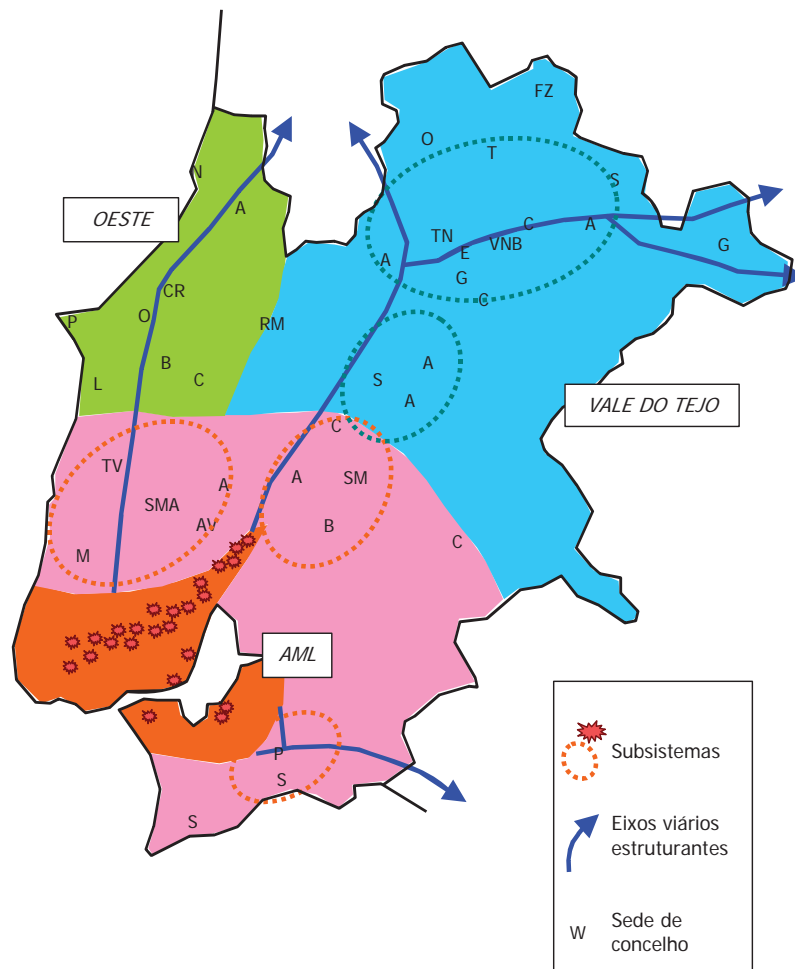 FZ
O
T
N
S
A
OESTE
TN
C
A
VNB
E
A
G
G
CR
C
P
O
RM
B
A
L
C
S
A
VALE DO TEJO
C
TV
A
SM
A
SMA
AV
B
M
C
AML
P
S
S
Subsistemas
Eixos viários
estruturantes
W
Sede de
concelho